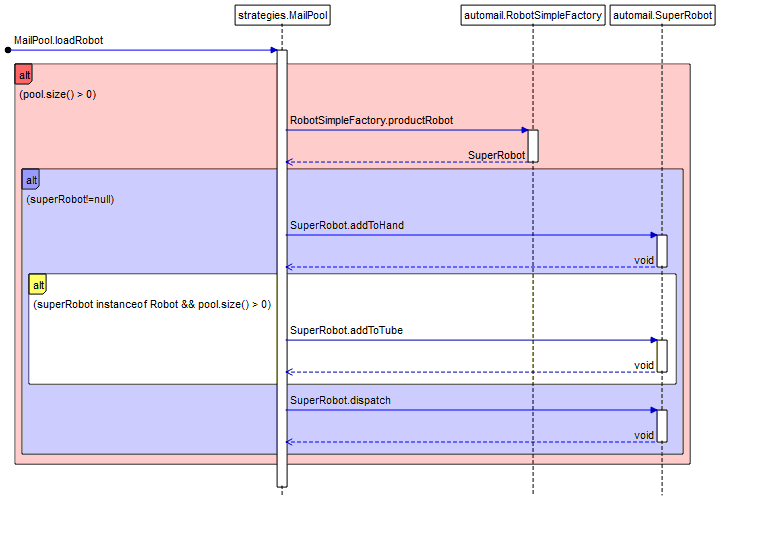 strategies.MailPool
automail.RobotSimpleFactory
automail.SuperRobot
MailPool.loadRobot
alt
(pool.size() > 0)
RobotSimpleFactory.productRobot
SuperRobot
alt
(superRobot!=null)
SuperRobot.addToHand
void
alt
(superRobot instanceof Robot && pool.size() > 0)
SuperRobot.addToTube
void
SuperRobot.dispatch
void